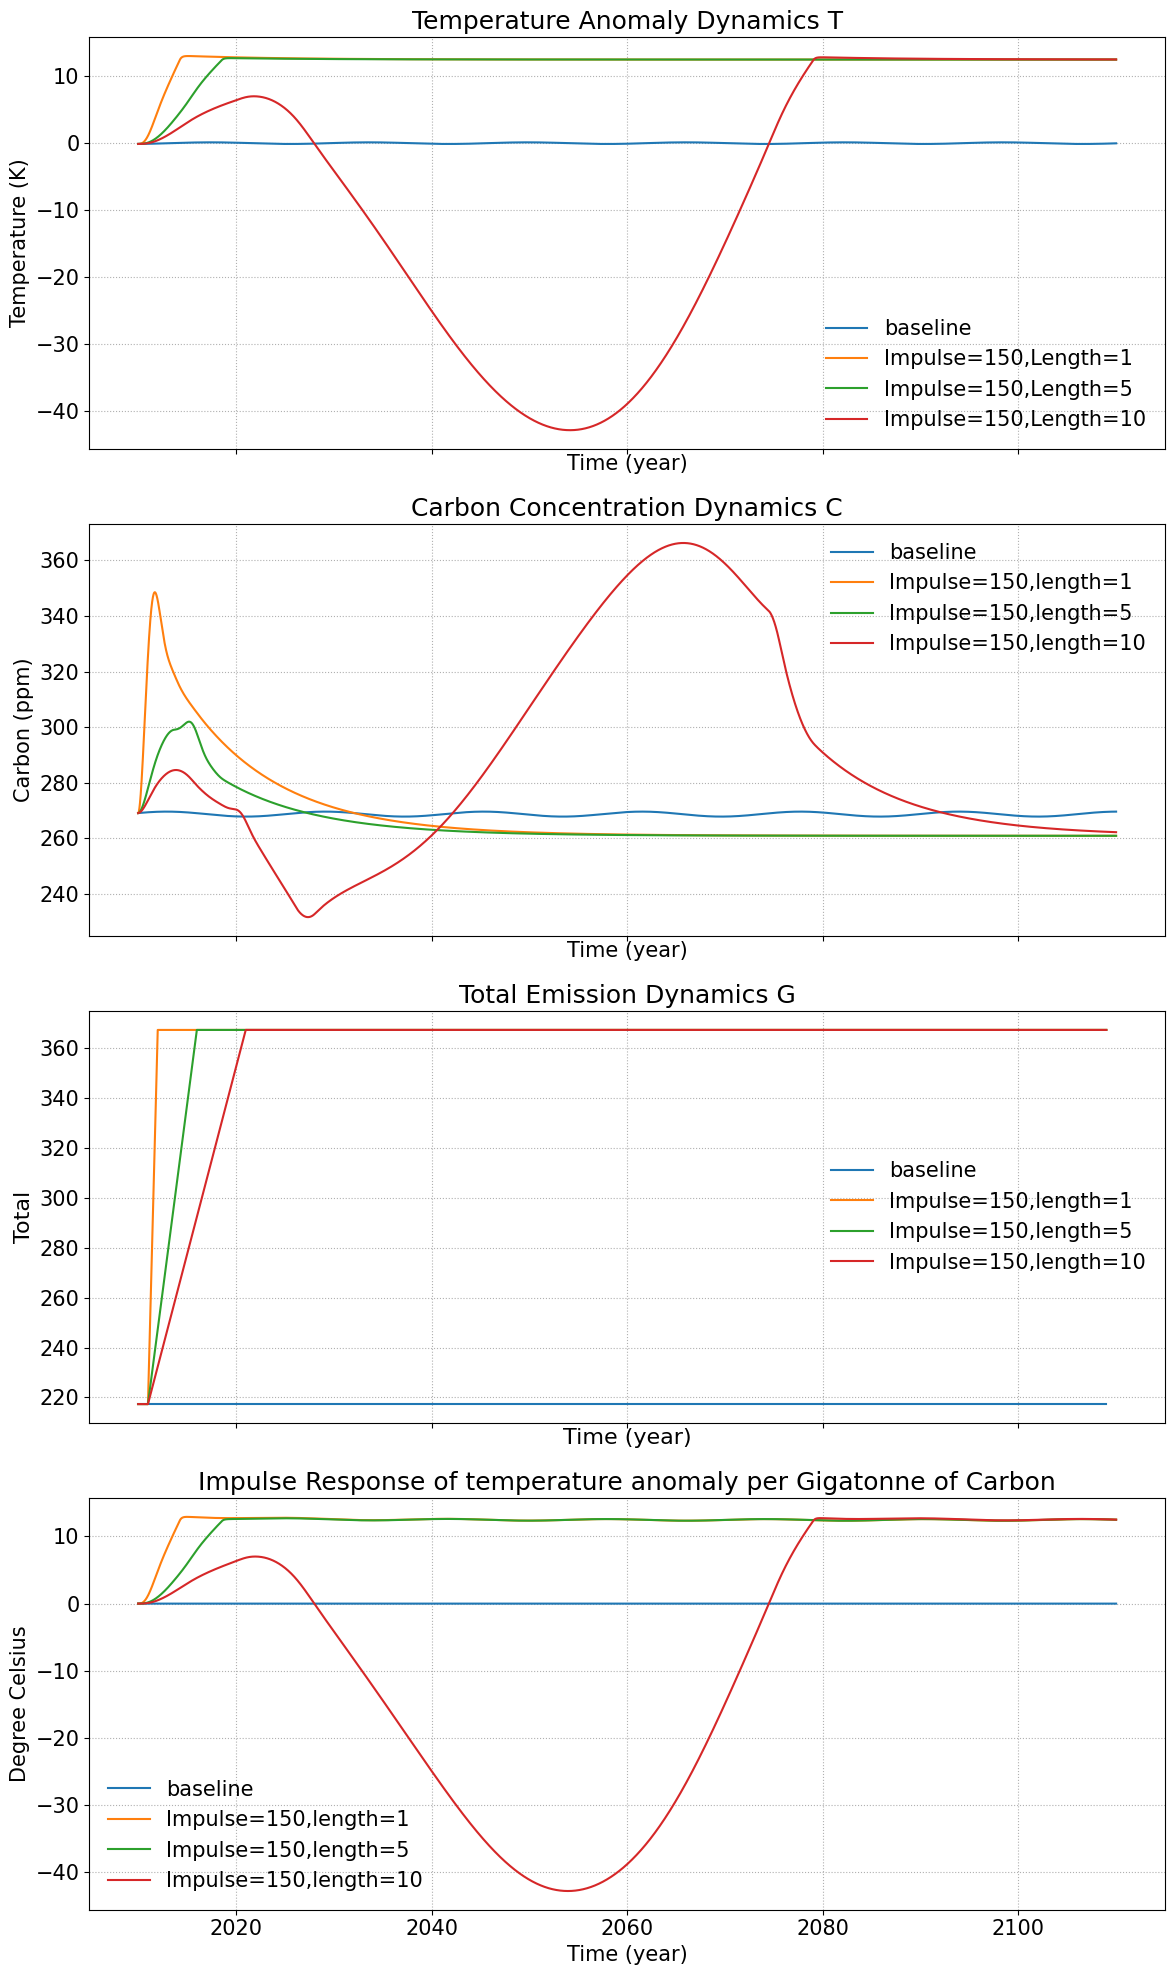 Temperature Anomaly Dynamics T
Temperature (K)
10
0
−10
−20
−30
−40
baseline
Impulse=150,Length=1
Impulse=150,Length=5
Impulse=150,Length=10
Time (year)
Carbon Concentration Dynamics C
Carbon (ppm)
360
340
320
300
280
260
240
baseline
Impulse=150,length=1
Impulse=150,length=5
Impulse=150,length=10
Time (year)
Total Emission Dynamics G
Total
360
340
320
300
280
260
240
220
baseline
Impulse=150,length=1
Impulse=150,length=5
Impulse=150,length=10
Time (year)
Impulse Response of temperature anomaly per Gigatonne of Carbon
Degree Celsius
10
0
−10
−20
−30
−40
baseline
Impulse=150,length=1
Impulse=150,length=5
Impulse=150,length=10
2020 2040 2060 2080 2100
Time (year)